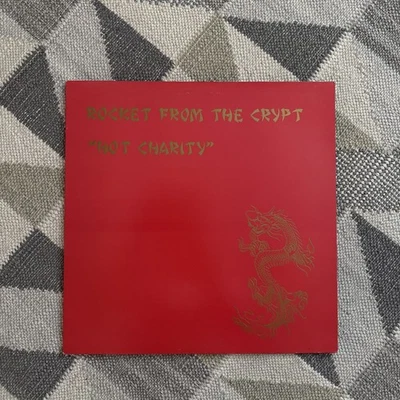 ROCKET FROM THE CRYPT
"HOT CHARITY"